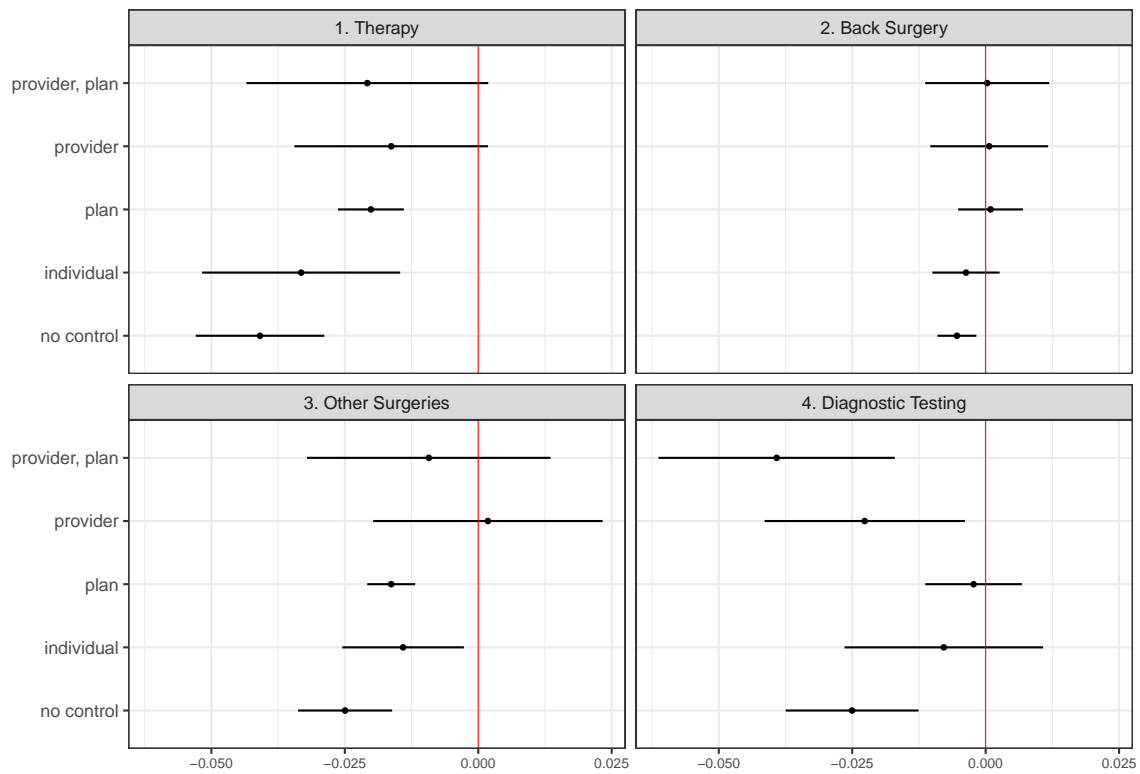 1. Therapy
2. Back Surgery
provider, plan
provider
plan
individual
no control
3. Other Surgeries
4. Diagnostic Testing
provider, plan
provider
plan
individual
no control
−0.050 −0.025 0.000 0.025
−0.050 −0.025 0.000 0.025